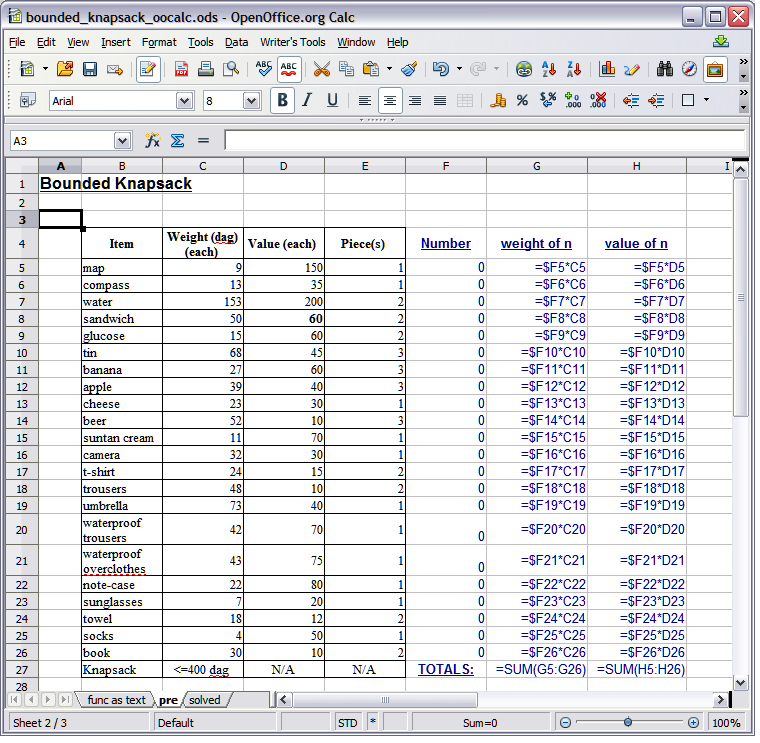 bounded_knapsack_oocalc.ods - OpenOffice.org Calc
File Edit View Insert Format Tools Data Writer's Tools Window Help
Arial 8 B I U
A3
A B C D E F G H I
1 Bounded Knapsack
2
3
4 Item Weight (dag) (each) Value (each) Piece(s) Number weight of n value of n
5 map 9 150 1 0 =$F5*C5 =$F5*D5
6 compass 13 35 1 0 =$F6*C6 =$F6*D6
7 water 153 200 2 0 =$F7*C7 =$F7*D7
8 sandwich 50 60 2 0 =$F8*C8 =$F8*D8
9 glucose 15 60 2 0 =$F9*C9 =$F9*D9
10 tin 68 45 3 0 =$F10*C10 =$F10*D10
11 banana 27 60 3 0 =$F11*C11 =$F11*D11
12 apple 39 40 3 0 =$F12*C12 =$F12*D12
13 cheese 23 30 1 0 =$F13*C13 =$F13*D13
14 beer 52 10 3 0 =$F14*C14 =$F14*D14
15 suntan cream 11 70 1 0 =$F15*C15 =$F15*D15
16 camera 32 30 1 0 =$F16*C16 =$F16*D16
17 t-shirt 24 15 2 0 =$F17*C17 =$F17*D17
18 trousers 48 10 2 0 =$F18*C18 =$F18*D18
19 umbrella 73 40 1 0 =$F19*C19 =$F19*D19
20 waterproof trousers 42 70 1 0 =$F20*C20 =$F20*D20
21 waterproof overclothes 43 75 1 0 =$F21*C21 =$F21*D21
22 note-case 22 80 1 0 =$F22*C22 =$F22*D22
23 sunglasses 7 20 1 0 =$F23*C23 =$F23*D23
24 towel 18 12 2 0 =$F24*C24 =$F24*D24
25 socks 4 50 1 0 =$F25*C25 =$F25*D25
26 book 30 10 2 0 =$F26*C26 =$F26*D26
27 Knapsack <=400 dag N/A N/A TOTALS: =SUM(G5:G26) =SUM(H5:H26)
28
func as text pre solved
Sheet 2 / 3 Default STD * Sum=0 100%